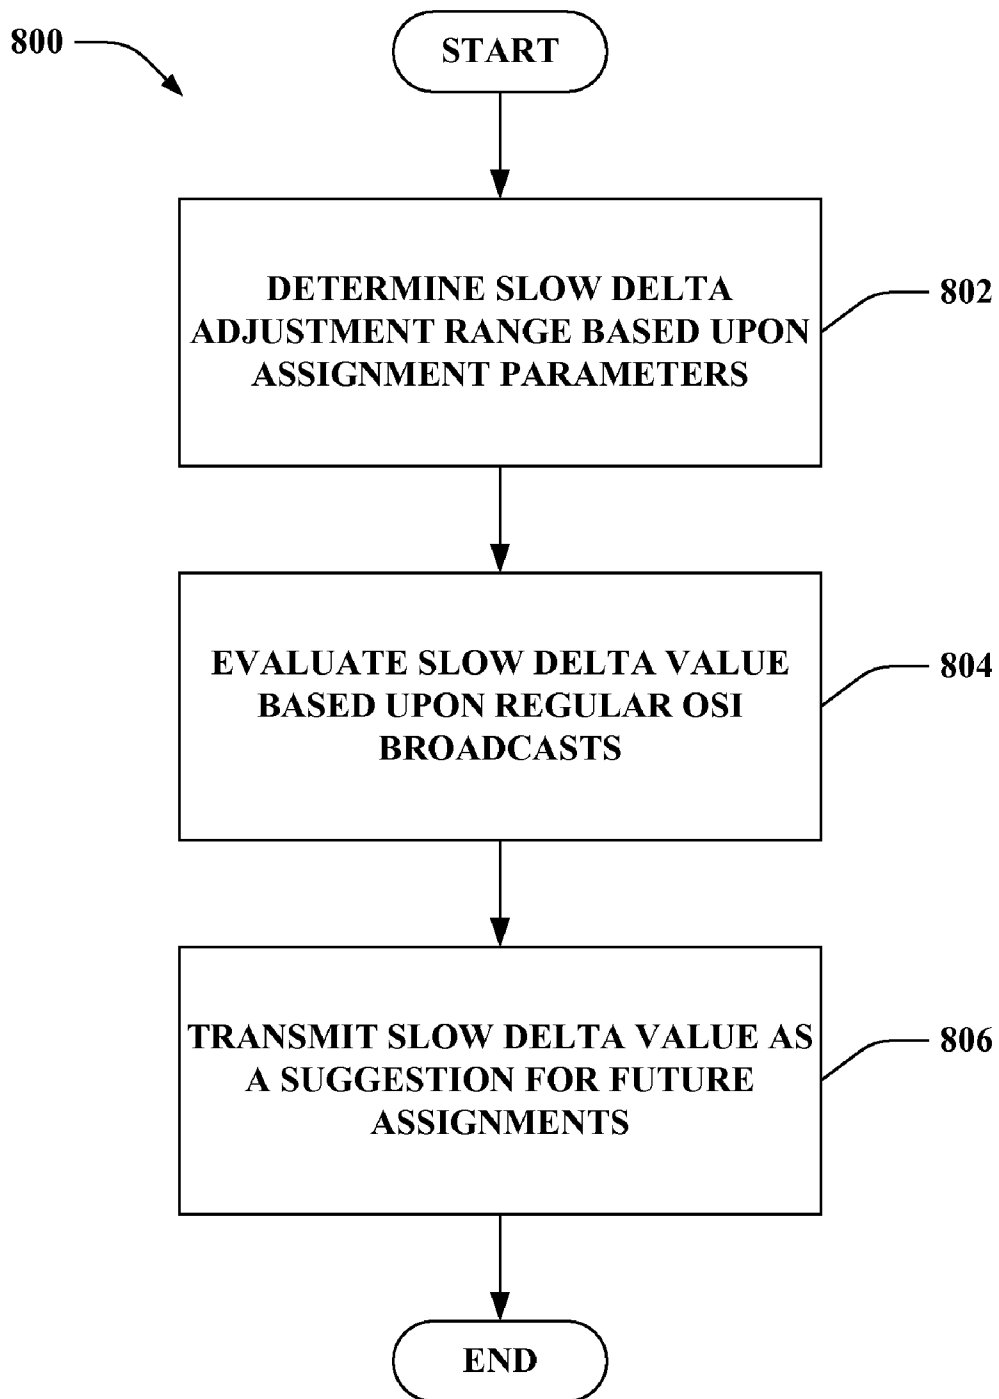 800
START
DETERMINE SLOW DELTA
ADJUSTMENT RANGE BASED UPON
ASSIGNMENT PARAMETERS
802
EVALUATE SLOW DELTA VALUE
BASED UPON REGULAR OSI
BROADCASTS
804
TRANSMIT SLOW DELTA VALUE AS
A SUGGESTION FOR FUTURE
ASSIGNMENTS
806
END